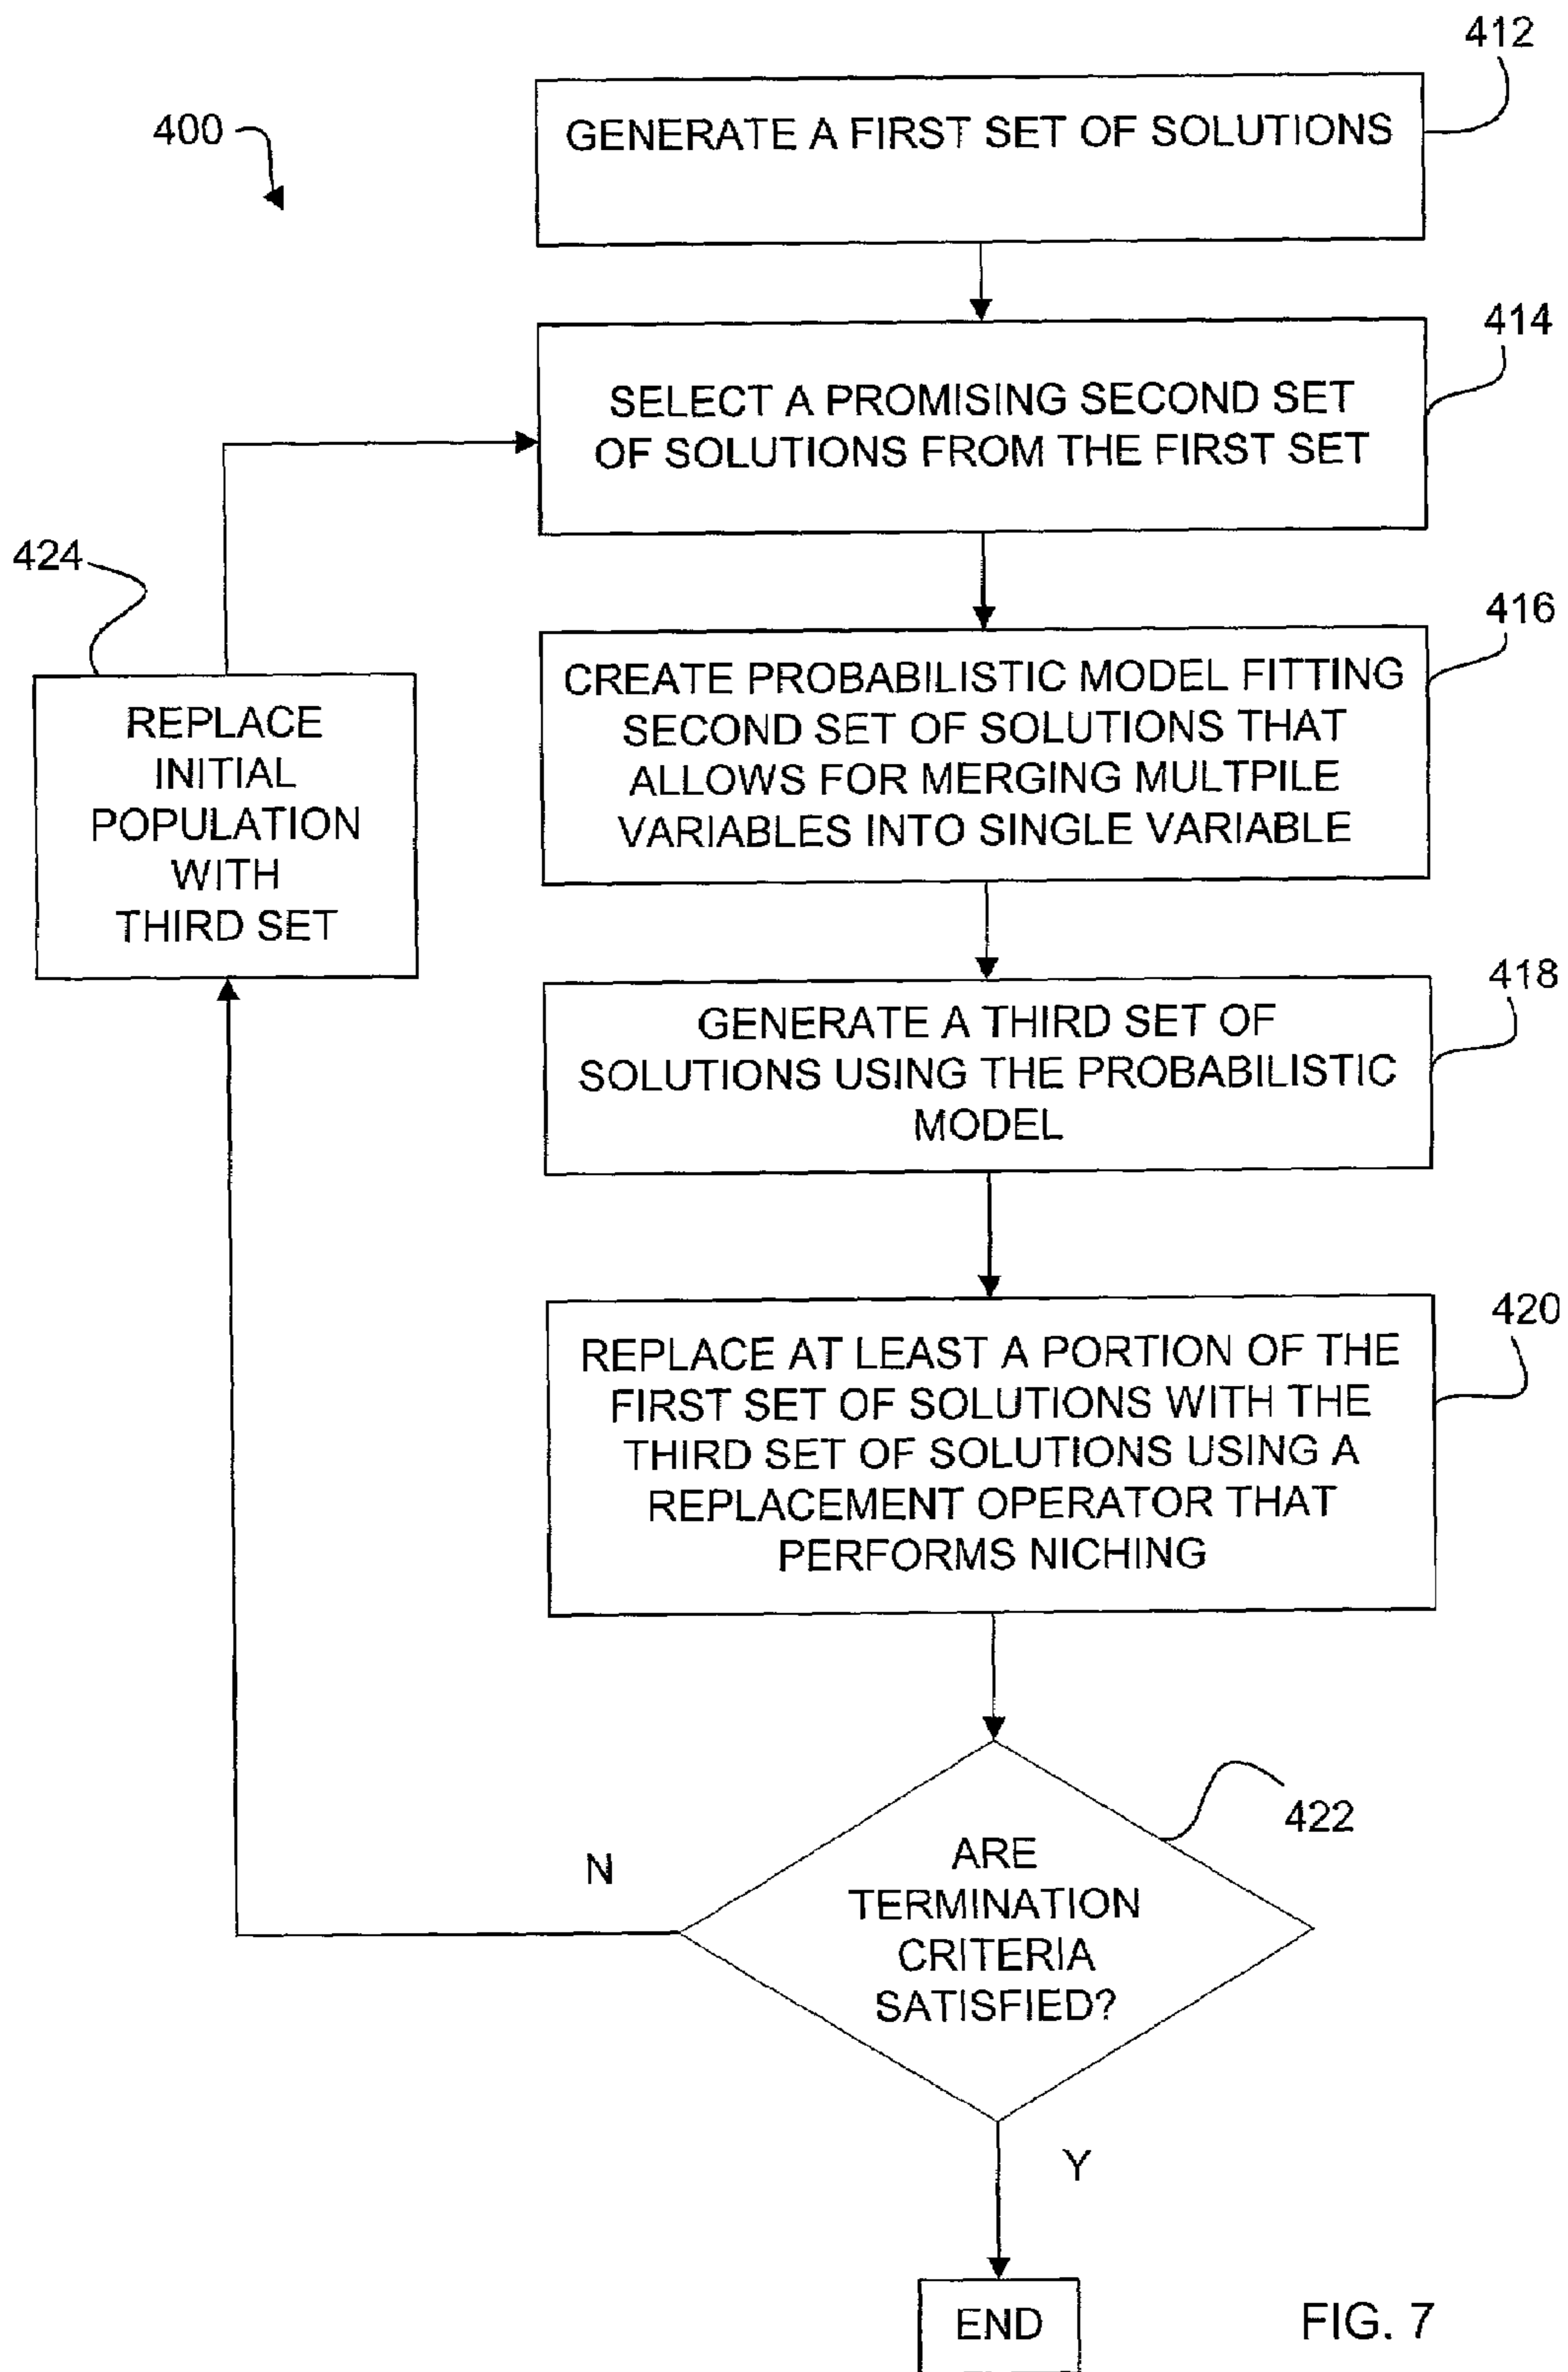 412
400
GENERATE A FIRST SET OF SOLUTIONS
414
SELECT A PROMISING SECOND SET
OF SOLUTIONS FROM THE FIRST SET
424
416
CREATE PROBABILISTIC MODEL FITTING
SECOND SET OF SOLUTIONS THAT
ALLOWS FOR MERGING MULTPILE
VARIABLES INTO SINGLE VARIABLE
REPLACE
INITIAL
POPULATION
WITH
THIRD SET
418
GENERATE A THIRD SET OF
SOLUTIONS USING THE PROBABILISTIC
MODEL
420
REPLACE AT LEAST A PORTION OF THE
FIRST SET OF SOLUTIONS WITH THE
THIRD SET OF SOLUTIONS USING A
REPLACEMENT OPERATOR THAT
PERFORMS NICHING
422
N
ARE
TERMINATION
CRITERIA
SATISFIED?
Y
END
FIG. 7